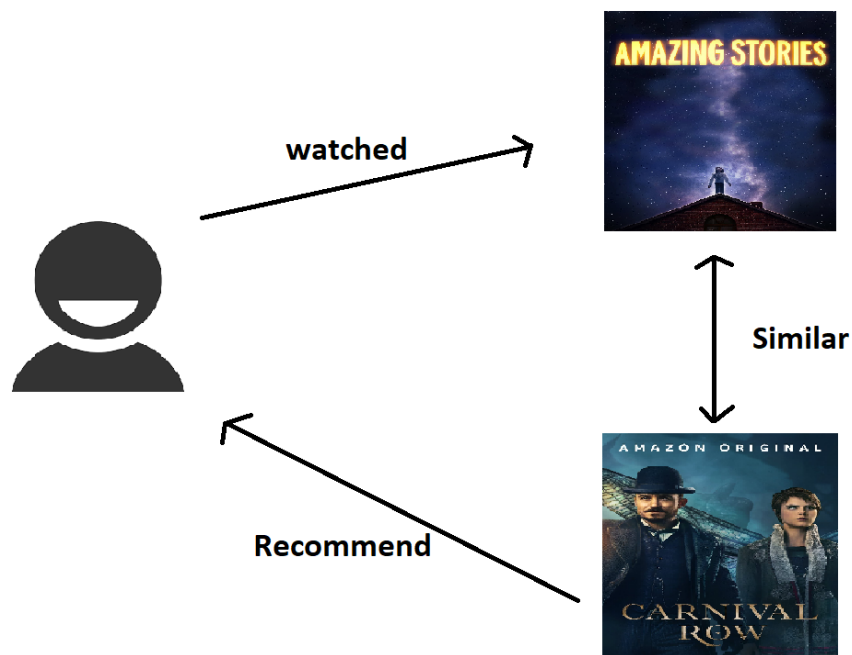 AMAZING STORIES
watched
Similar
AMAZON ORIGINAL
Recommend
CARNIVAL
ROW